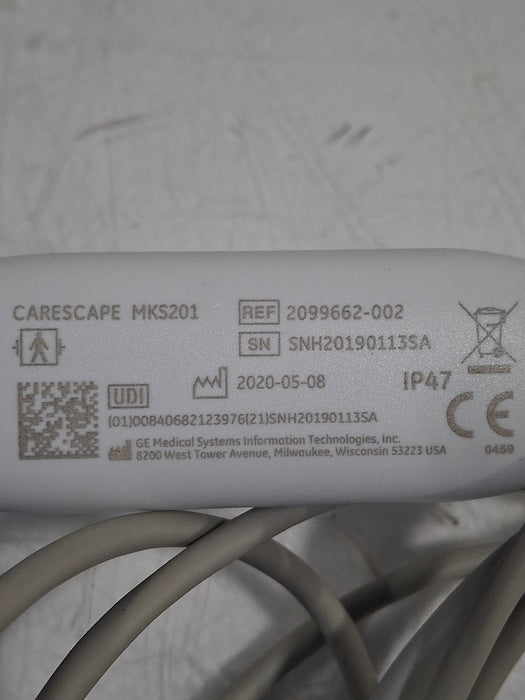 CARESCAPE MKS201
REF 2099662-002
SN SNH20190113SA
2020-05-08
IP47
UDI
(01)00840682123976(21)SNH20190113SA
GE Medical Systems Information Technologies, Inc.
8200 West Tower Avenue, Milwaukee, Wisconsin 53223 USA
CE
0459